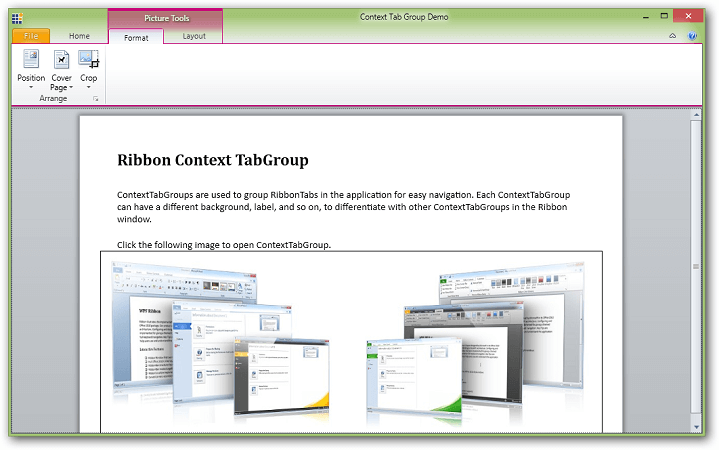 Picture Tools
Context Tab Group Demo
File
Home
Format
Layout
Position
Cover
Page
Crop
Arrange
Ribbon Context TabGroup
ContextTabGroups are used to group RibbonTabs in the application for easy navigation. Each ContextTabGroup
can have a different background, label, and so on, to differentiate with other ContextTabGroups in the Ribbon
window.
Click the following image to open ContextTabGroup.
WPF Ribbon